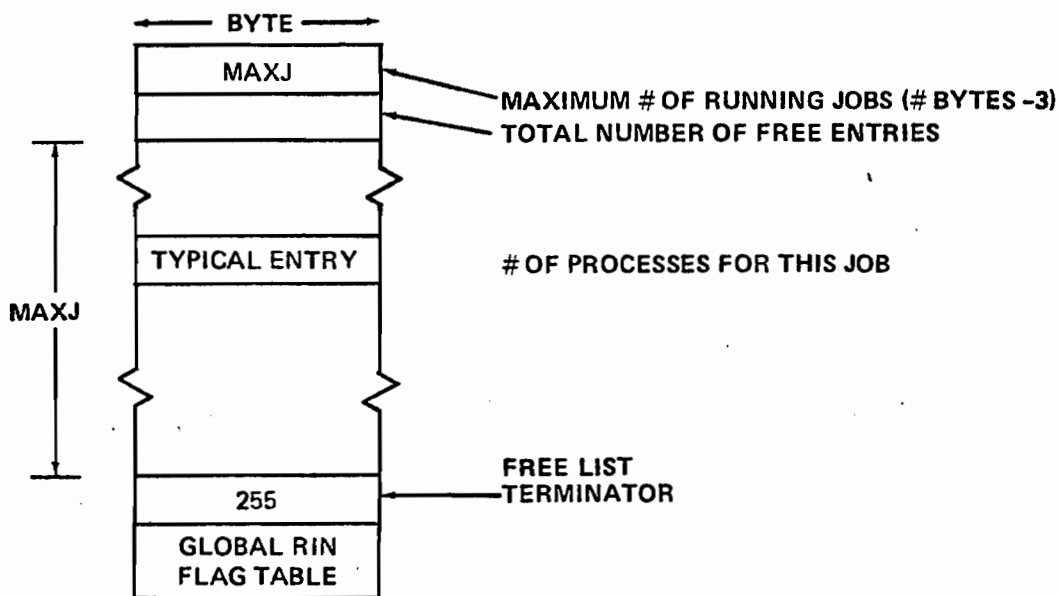 BYTE
MAXJ
MAXIMUM # OF RUNNING JOBS (# BYTES -3)
TOTAL NUMBER OF FREE ENTRIES
TYPICAL ENTRY
# OF PROCESSES FOR THIS JOB
MAXJ
FREE LIST
TERMINATOR
255
GLOBAL RIN
FLAG TABLE